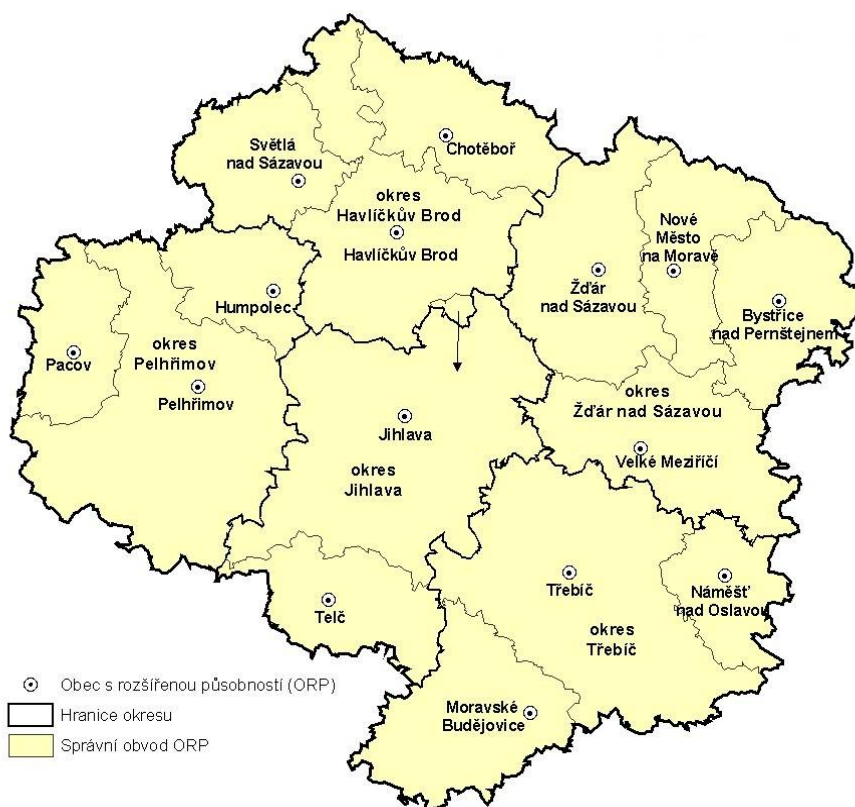 Světlá
nad Sázavou
Chotěboř
okres
Havlíčkův Brod
Havlíčkův Brod
Nové
Město
na Moravě
Žďár
nad Sázavou
Bystřice
nad Pernštejnem
Humpolec
Pacov
okres
Pelhřimov
Pelhřimov
okres
Žďár nad Sázavou
Jihlava
okres
Jihlava
Velké Meziříčí
Telč
Třebíč
okres
Třebíč
Náměšť
nad Oslavou
Moravské
Budějovice
Obec s rozšířenou působností (ORP)
Hranice okresu
Správní obvod ORP